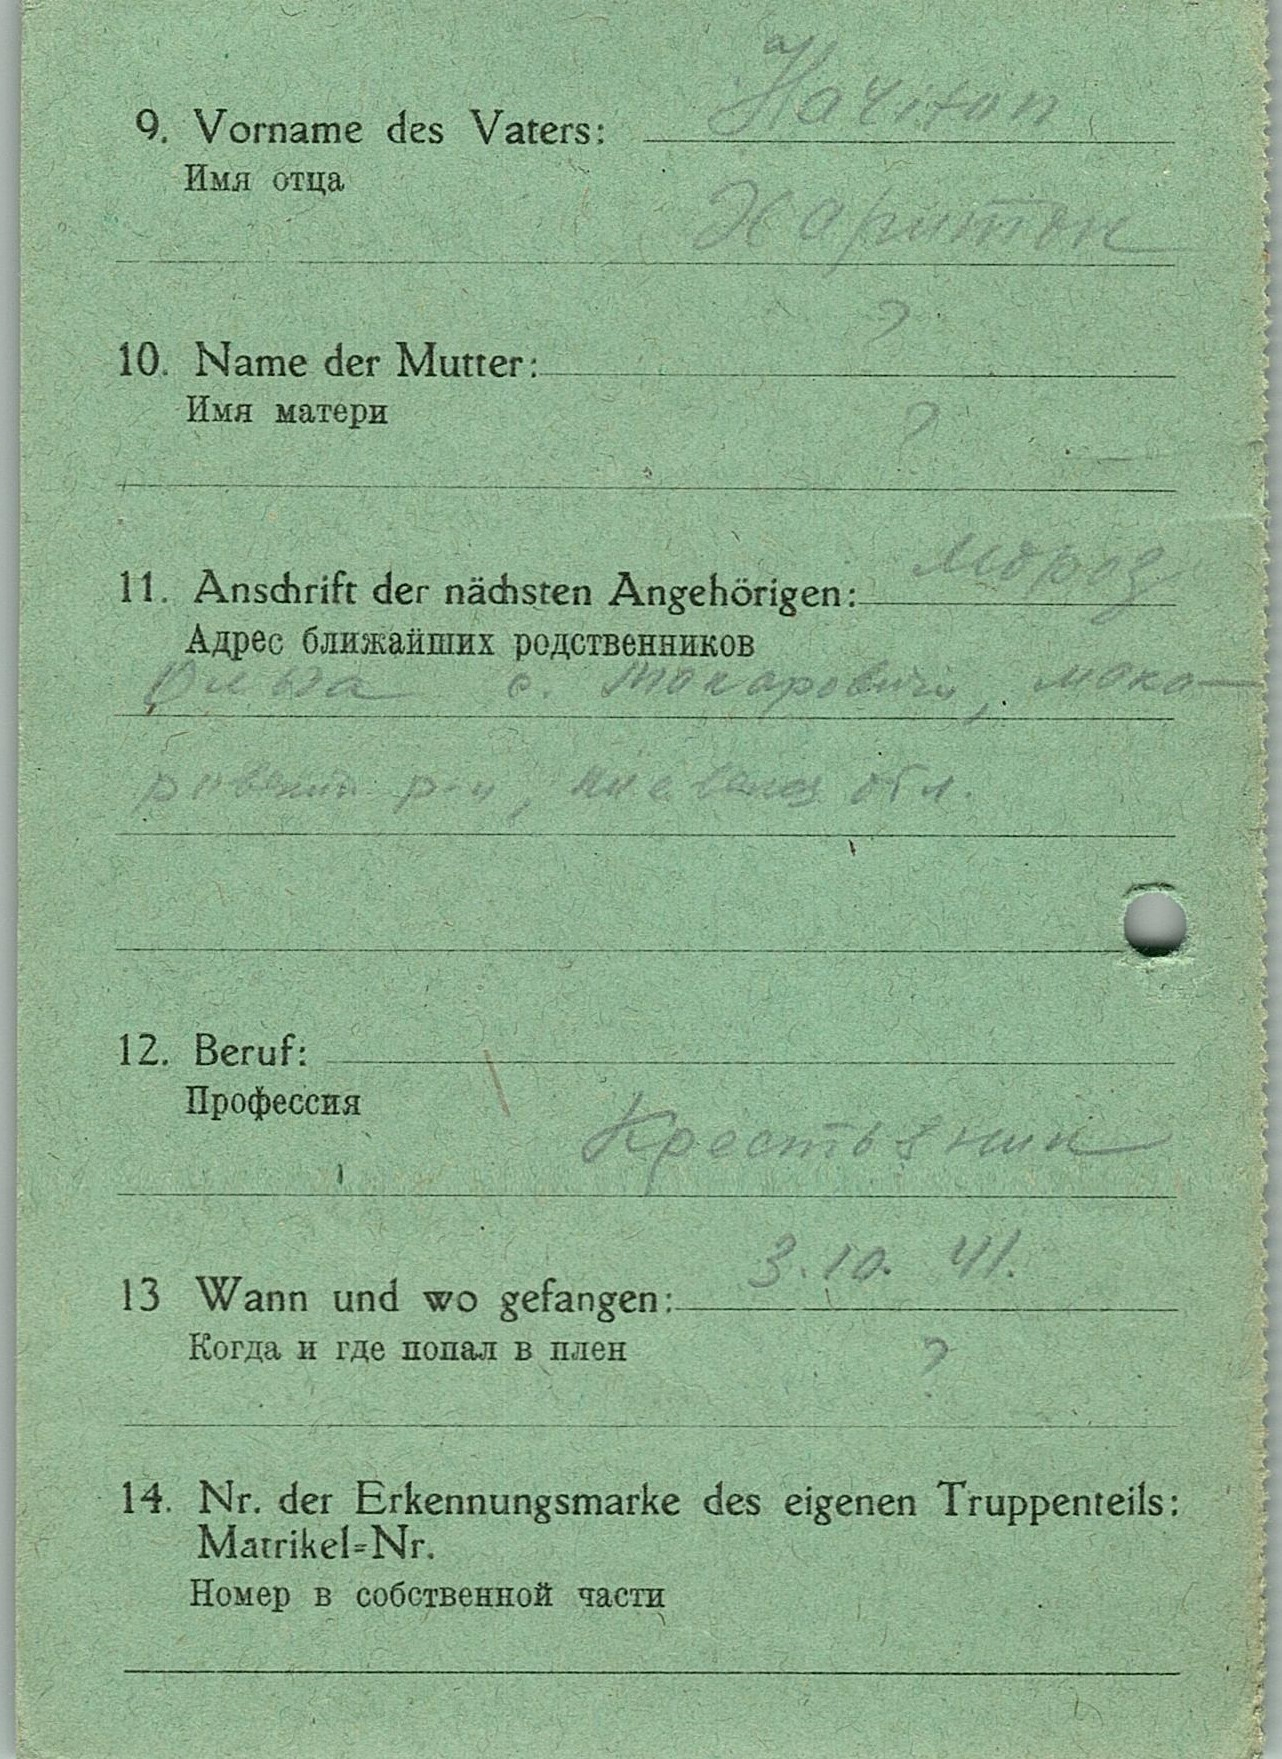 9. Vorname des Vaters: Hariton
Имя отца
Харитон
10. Name der Mutter: ?
Имя матери
?
11. Anschrift der nächsten Angehörigen: Мороз
Адрес ближайших родственников
Ольга с. Макаровичи, мака-
р-н, обл.
12. Beruf:
Профессия
Крестьянин
13 Wann und wo gefangen: 3.10.41.
Когда и где попал в плен
?
14. Nr. der Erkennungsmarke des eigenen Truppenteils:
Matrikel=Nr.
Номер в собственной части